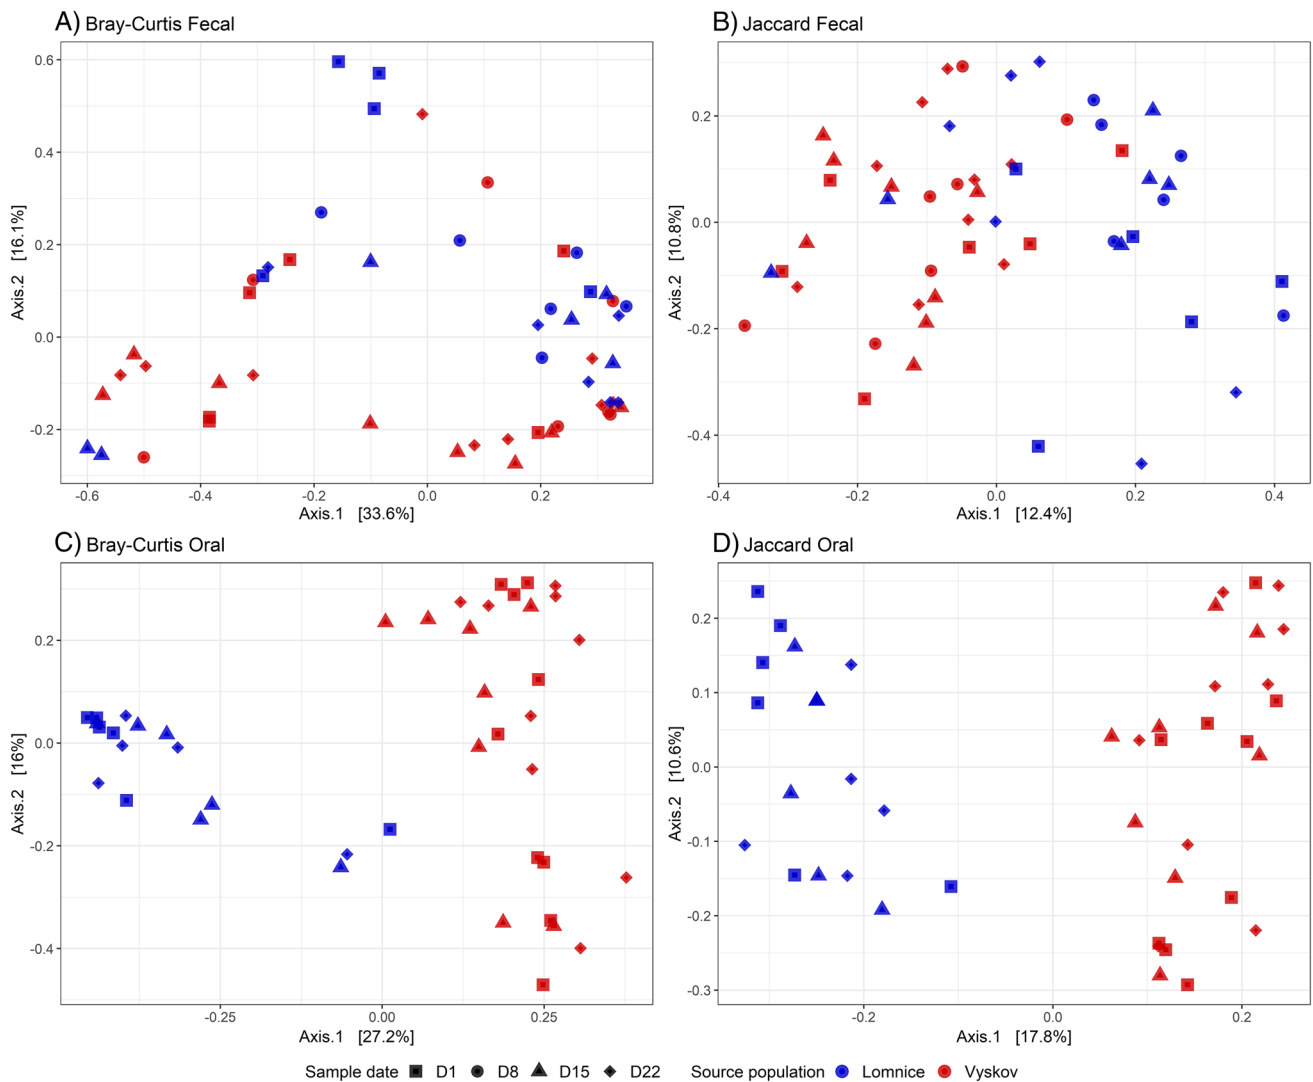 A) Bray-Curtis Fecal
0.6
0.4
0.2
0.0
-0.2
Axis.2 [16.1%]
-0.6 -0.4 -0.2 0.0 0.2
Axis.1 [33.6%]
B) Jaccard Fecal
0.2
0.0
-0.2
-0.4
Axis.2 [10.8%]
-0.4 -0.2 0.0 0.2 0.4
Axis.1 [12.4%]
C) Bray-Curtis Oral
0.2
0.0
-0.2
-0.4
Axis.2 [16%]
-0.25 0.00 0.25
Axis.1 [27.2%]
D) Jaccard Oral
0.2
0.1
0.0
-0.1
-0.2
-0.3
Axis.2 [10.6%]
-0.2 0.0 0.2
Axis.1 [17.8%]
Sample date D1 D8 D15 D22 Source population Lomnice Vyskov